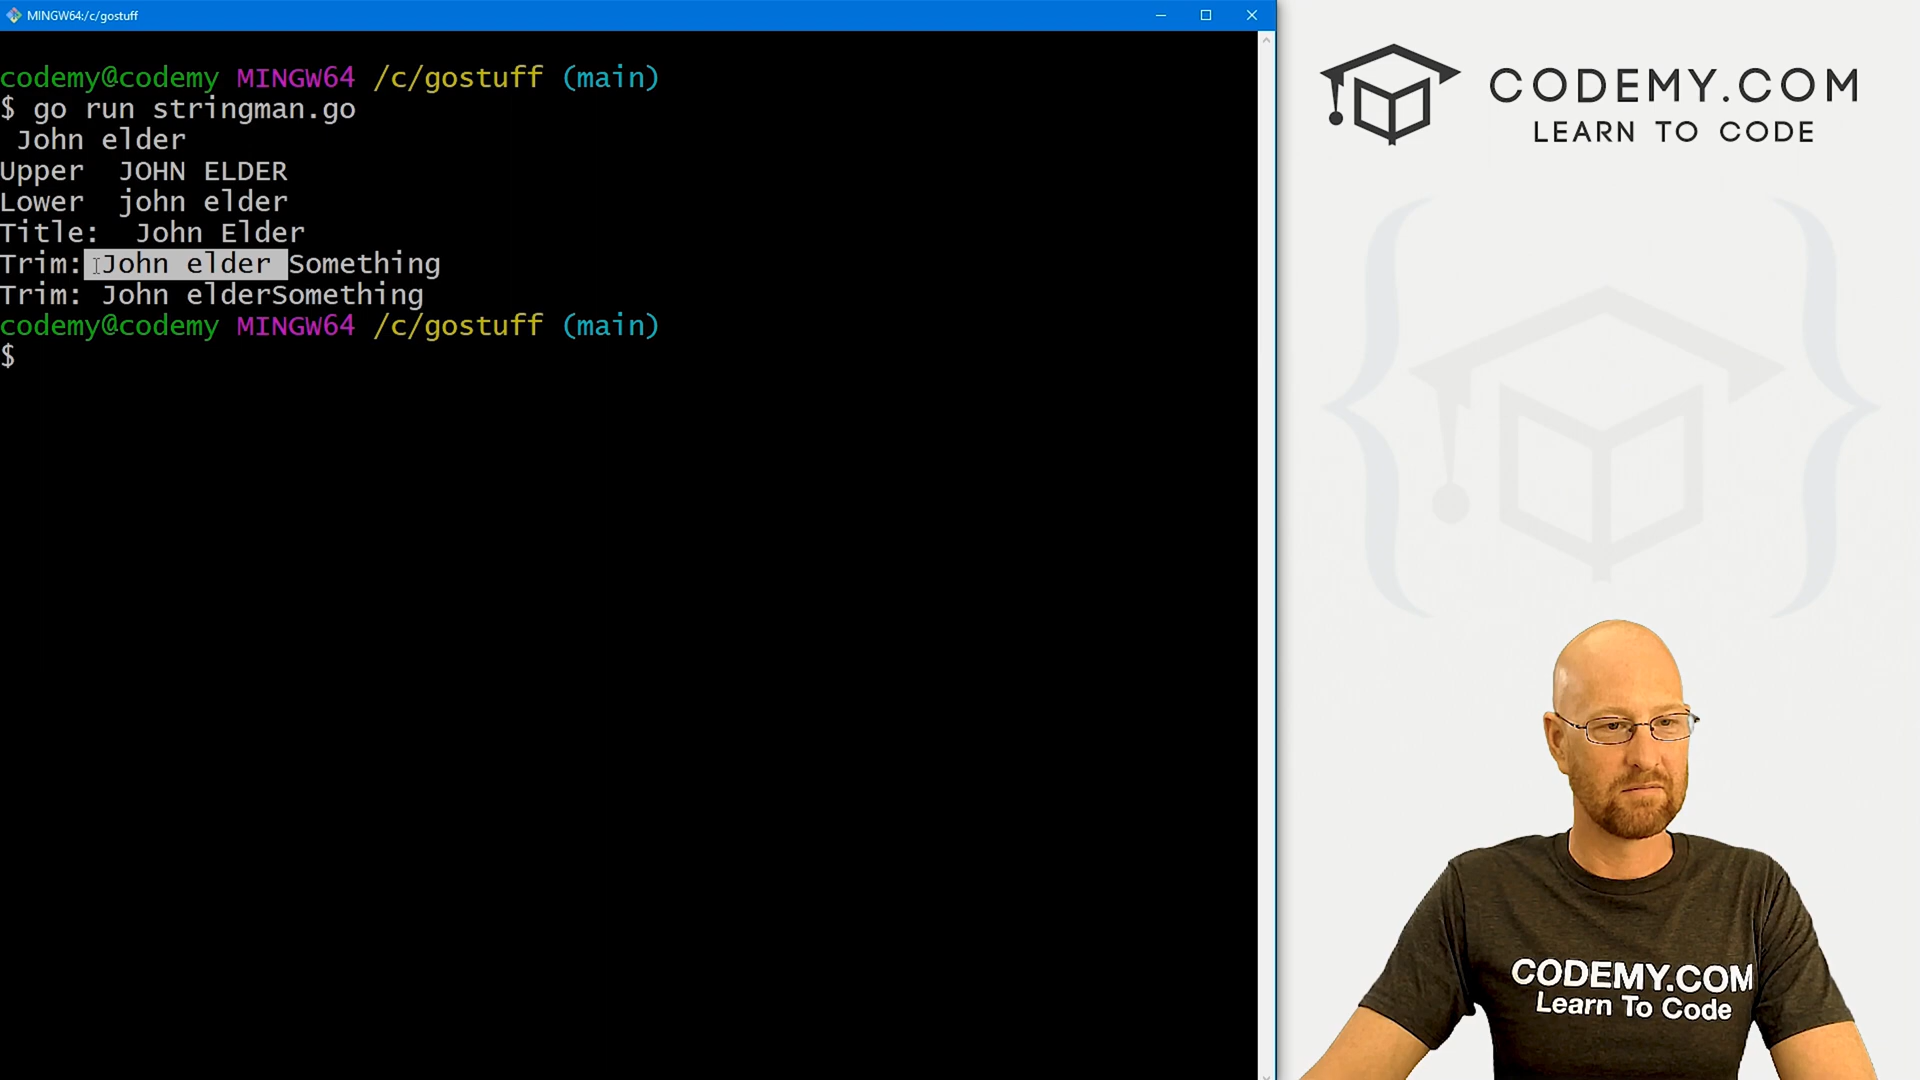 MINGW64:/c/gostuff
codemy@codemy MINGW64 /c/gostuff (main)
$ go run stringman.go
 John elder
Upper  JOHN ELDER
Lower  john elder
Title:  John Elder
Trim: John elder Something
Trim: John elderSomething
codemy@codemy MINGW64 /c/gostuff (main)
$
CODEMY.COM
LEARN TO CODE
CODEMY.COM
Learn To Code